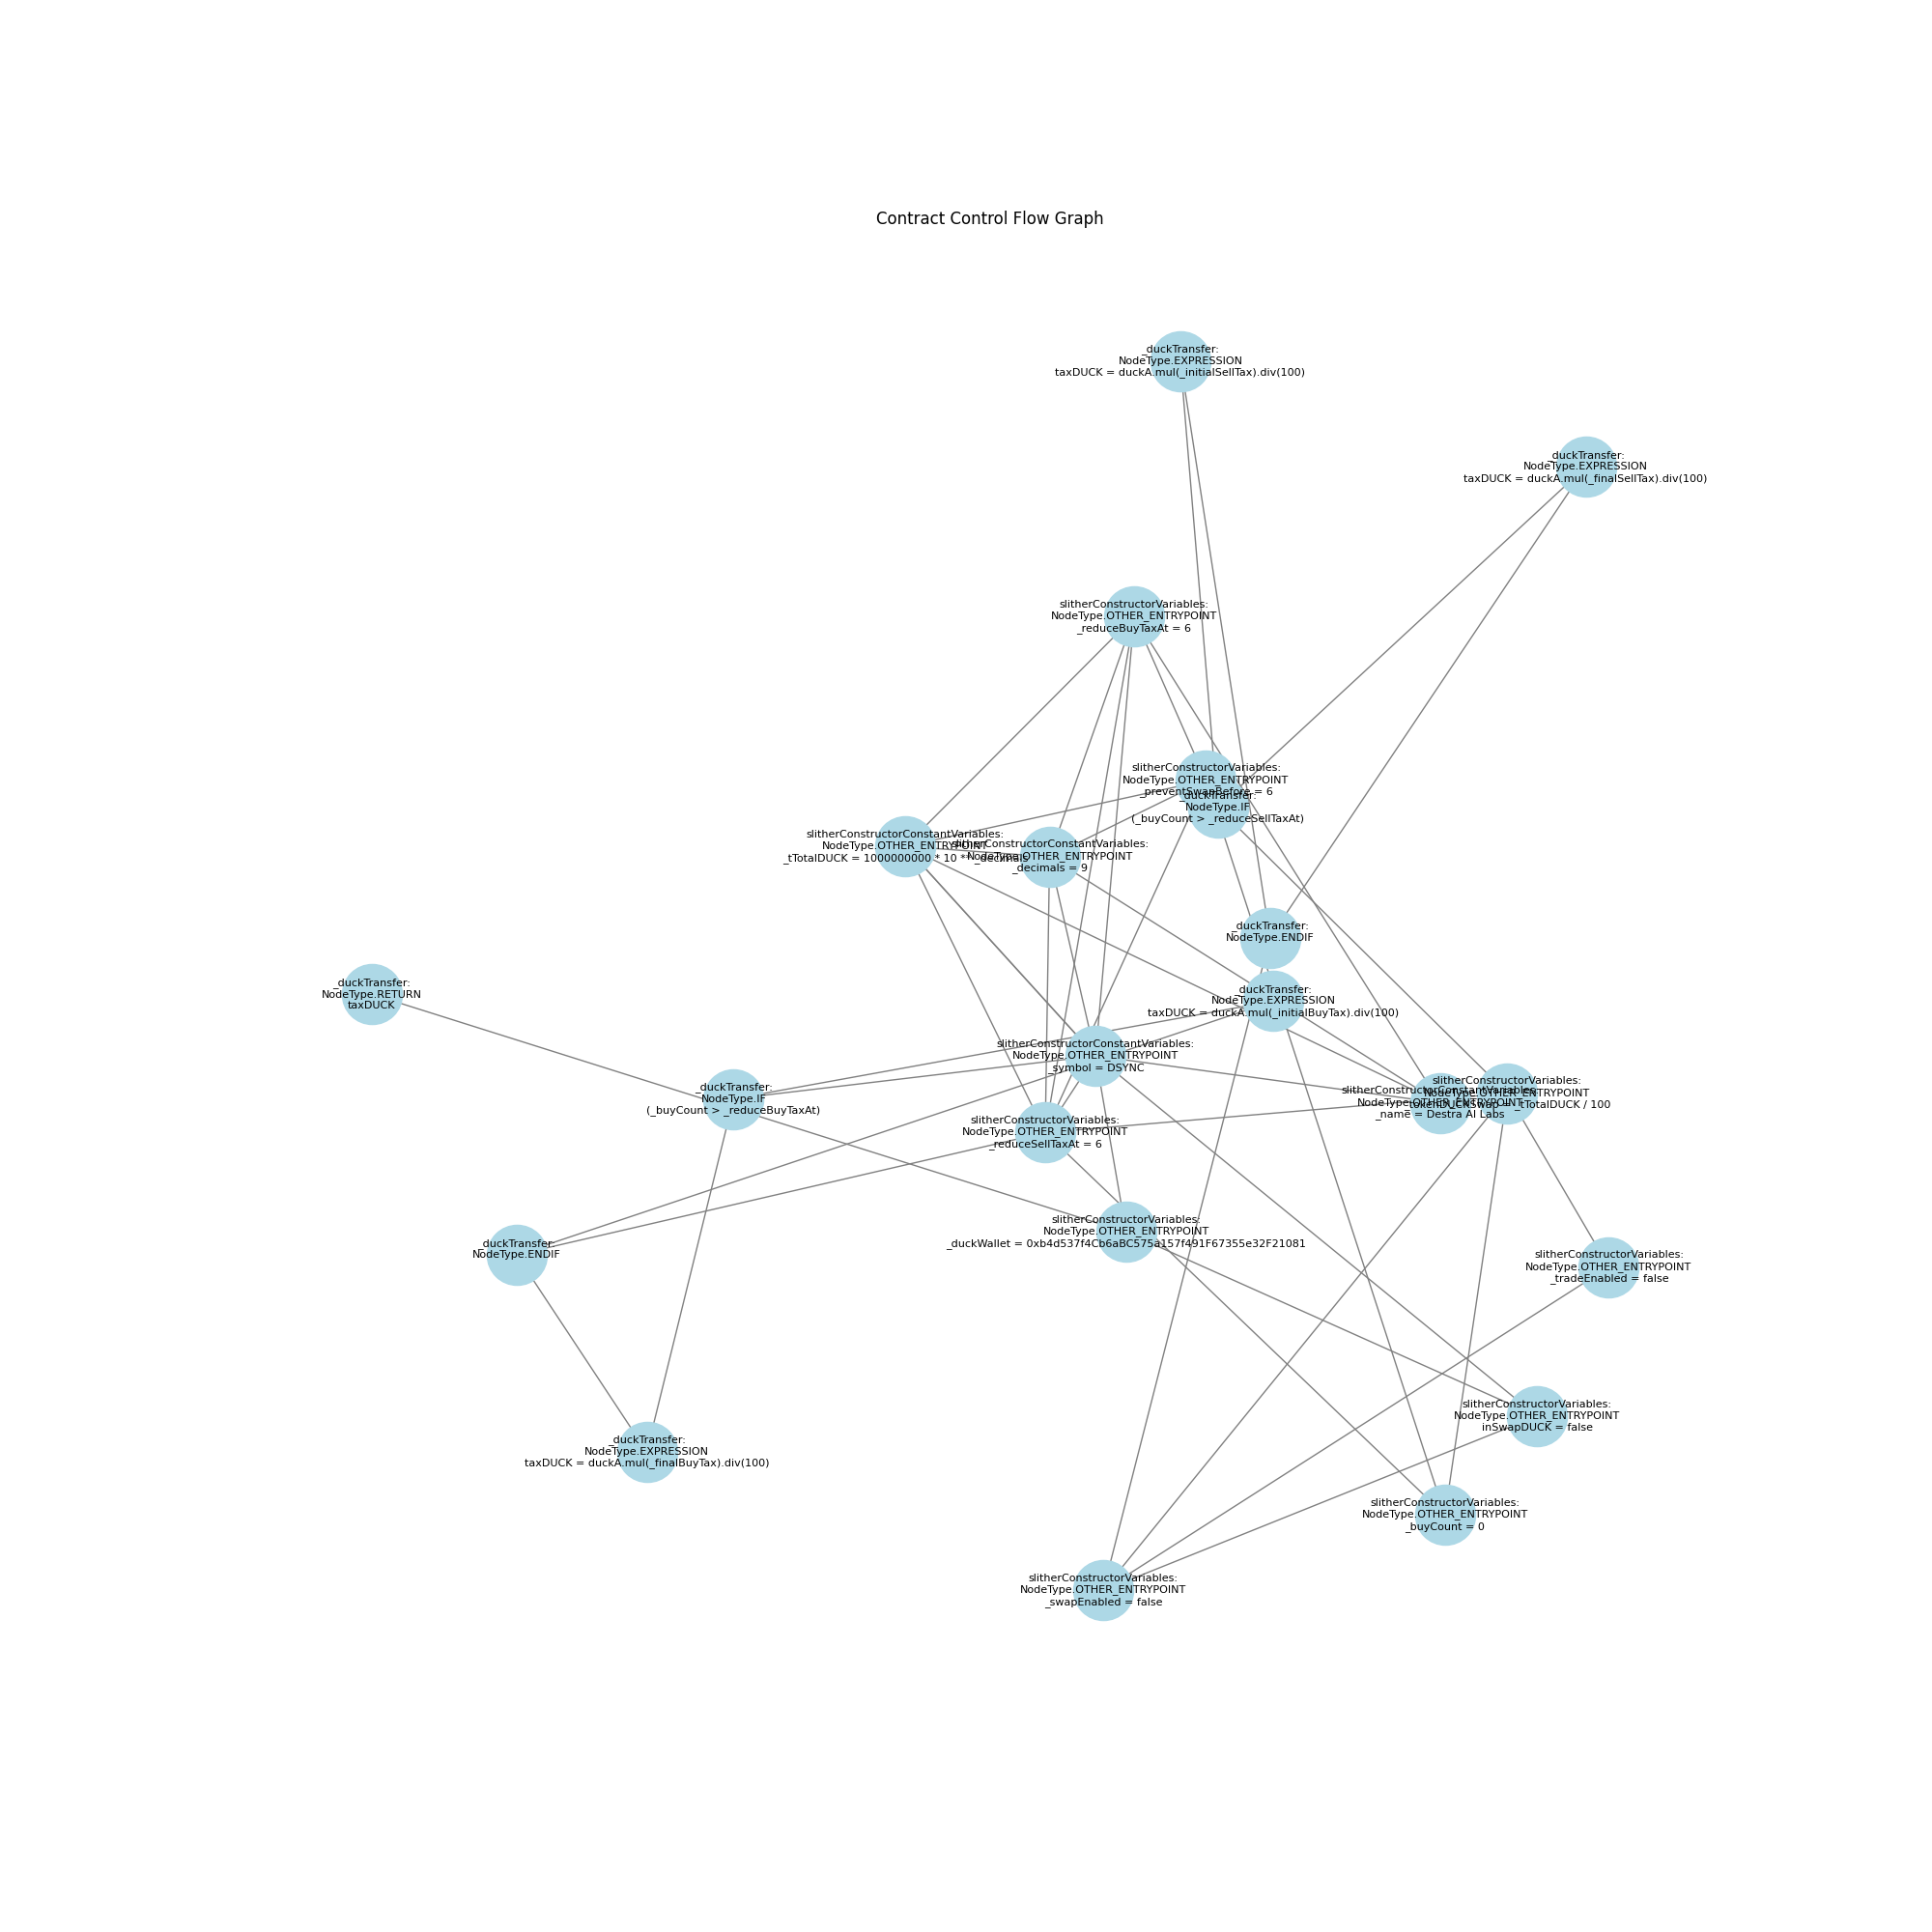 Contract Control Flow Graph
_duckTransfer:
NodeType.EXPRESSION
taxDUCK = duckA.mul(_initialSellTax).div(100)
_duckTransfer:
NodeType.EXPRESSION
taxDUCK = duckA.mul(_finalSellTax).div(100)
slitherConstructorVariables:
NodeType.OTHER_ENTRYPOINT
_reduceBuyTaxAt = 6
slitherConstructorVariables:
NodeType.OTHER_ENTRYPOINT
_preventSwapBefore = 6
_duckTransfer:
NodeType.IF
(_buyCount > _reduceSellTaxAt)
slitherConstructorConstantVariables:
NodeType.OTHER_ENTRYPOINT
_tTotalDUCK = 1000000000 * 10 ** _decimals
slitherConstructorConstantVariables:
NodeType.OTHER_ENTRYPOINT
_decimals = 9
_duckTransfer:
NodeType.ENDIF
_duckTransfer:
NodeType.RETURN
taxDUCK
_duckTransfer:
NodeType.EXPRESSION
taxDUCK = duckA.mul(_initialBuyTax).div(100)
slitherConstructorConstantVariables:
NodeType.OTHER_ENTRYPOINT
_symbol = DSYNC
_duckTransfer:
NodeType.IF
(_buyCount > _reduceBuyTaxAt)
slitherConstructorConstantVariables:
NodeType.OTHER_ENTRYPOINT
_name = Destra AI Labs
slitherConstructorVariables:
NodeType.OTHER_ENTRYPOINT
tokenDUCKSwap = _tTotalDUCK / 100
slitherConstructorVariables:
NodeType.OTHER_ENTRYPOINT
_reduceSellTaxAt = 6
slitherConstructorVariables:
NodeType.OTHER_ENTRYPOINT
_duckWallet = 0xb4d537f4Cb6aBC575a157f491F67355e32F21081
_duckTransfer:
NodeType.ENDIF
slitherConstructorVariables:
NodeType.OTHER_ENTRYPOINT
_tradeEnabled = false
slitherConstructorVariables:
NodeType.OTHER_ENTRYPOINT
inSwapDUCK = false
_duckTransfer:
NodeType.EXPRESSION
taxDUCK = duckA.mul(_finalBuyTax).div(100)
slitherConstructorVariables:
NodeType.OTHER_ENTRYPOINT
_buyCount = 0
slitherConstructorVariables:
NodeType.OTHER_ENTRYPOINT
_swapEnabled = false